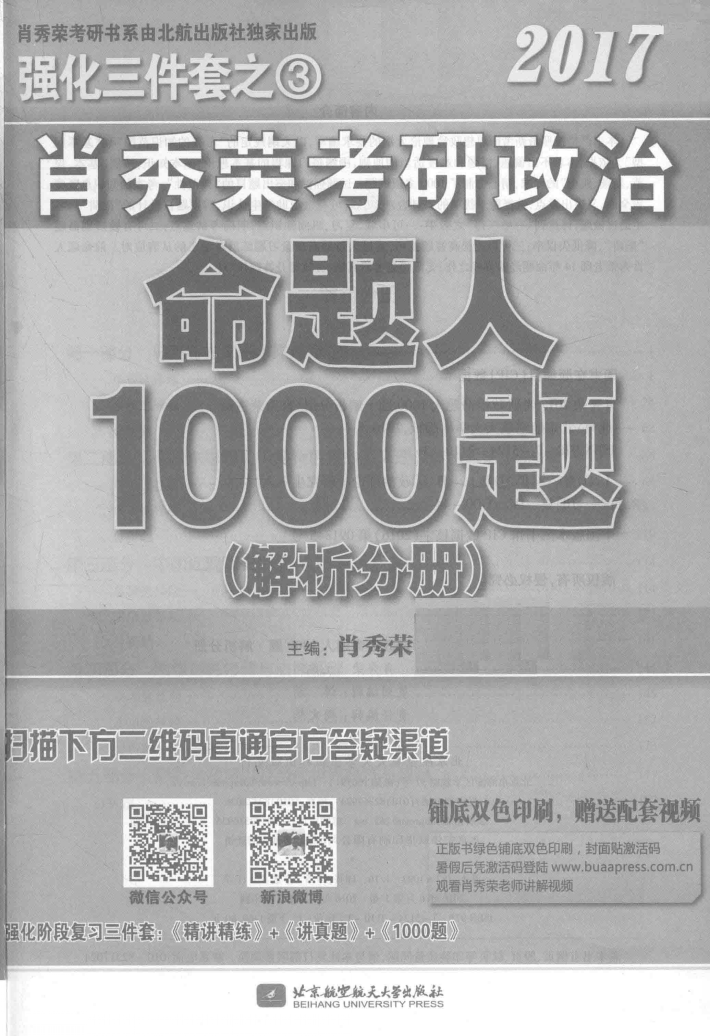 肖秀荣考研书系由北航出版社独家出版
强化三件套之③
2017
肖秀荣考研政治
命题人
1000题
(解析分册)
主编:肖秀荣
扫描下方二维码直通官方答疑渠道
微信公众号
新浪微博
铺底双色印刷，赠送配套视频
正版书绿色铺底双色印刷，封面贴激活码
暑假后凭激活码登陆 www.buaapress.com.cn
观看肖秀荣老师讲解视频
强化阶段复习三件套：《精讲精练》+《讲真题》+《1000题》
北京航空航天大学出版社
BEIHANG UNIVERSITY PRESS